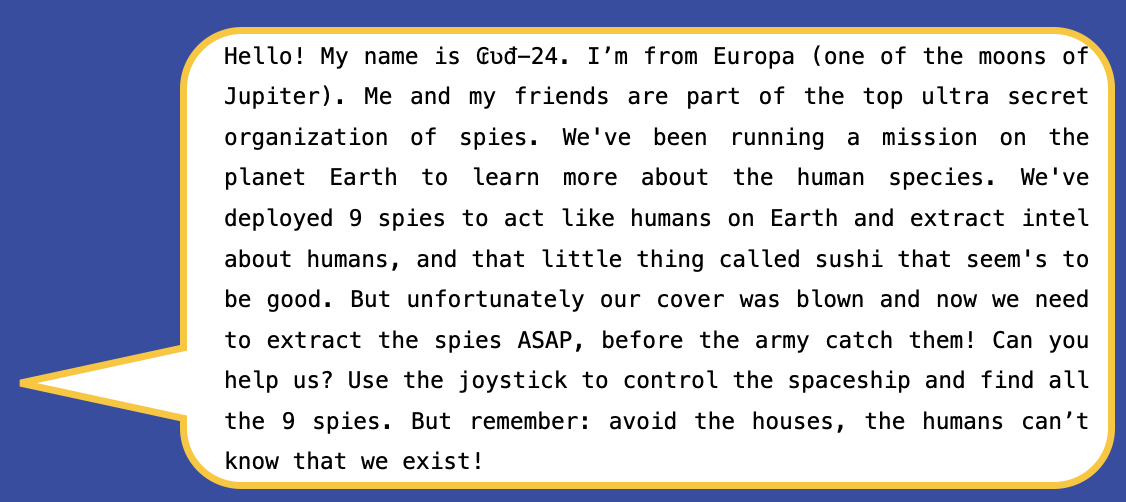 Hello! My name is ₢ʋđ–24. I’m from Europa (one of the moons of
Jupiter). Me and my friends are part of the top ultra secret
organization of spies. We've been running a mission on the
planet Earth to learn more about the human species. We've
deployed 9 spies to act like humans on Earth and extract intel
about humans, and that little thing called sushi that seem's to
be good. But unfortunately our cover was blown and now we need
to extract the spies ASAP, before the army catch them! Can you
help us? Use the joystick to control the spaceship and find all
the 9 spies. But remember: avoid the houses, the humans can’t
know that we exist!